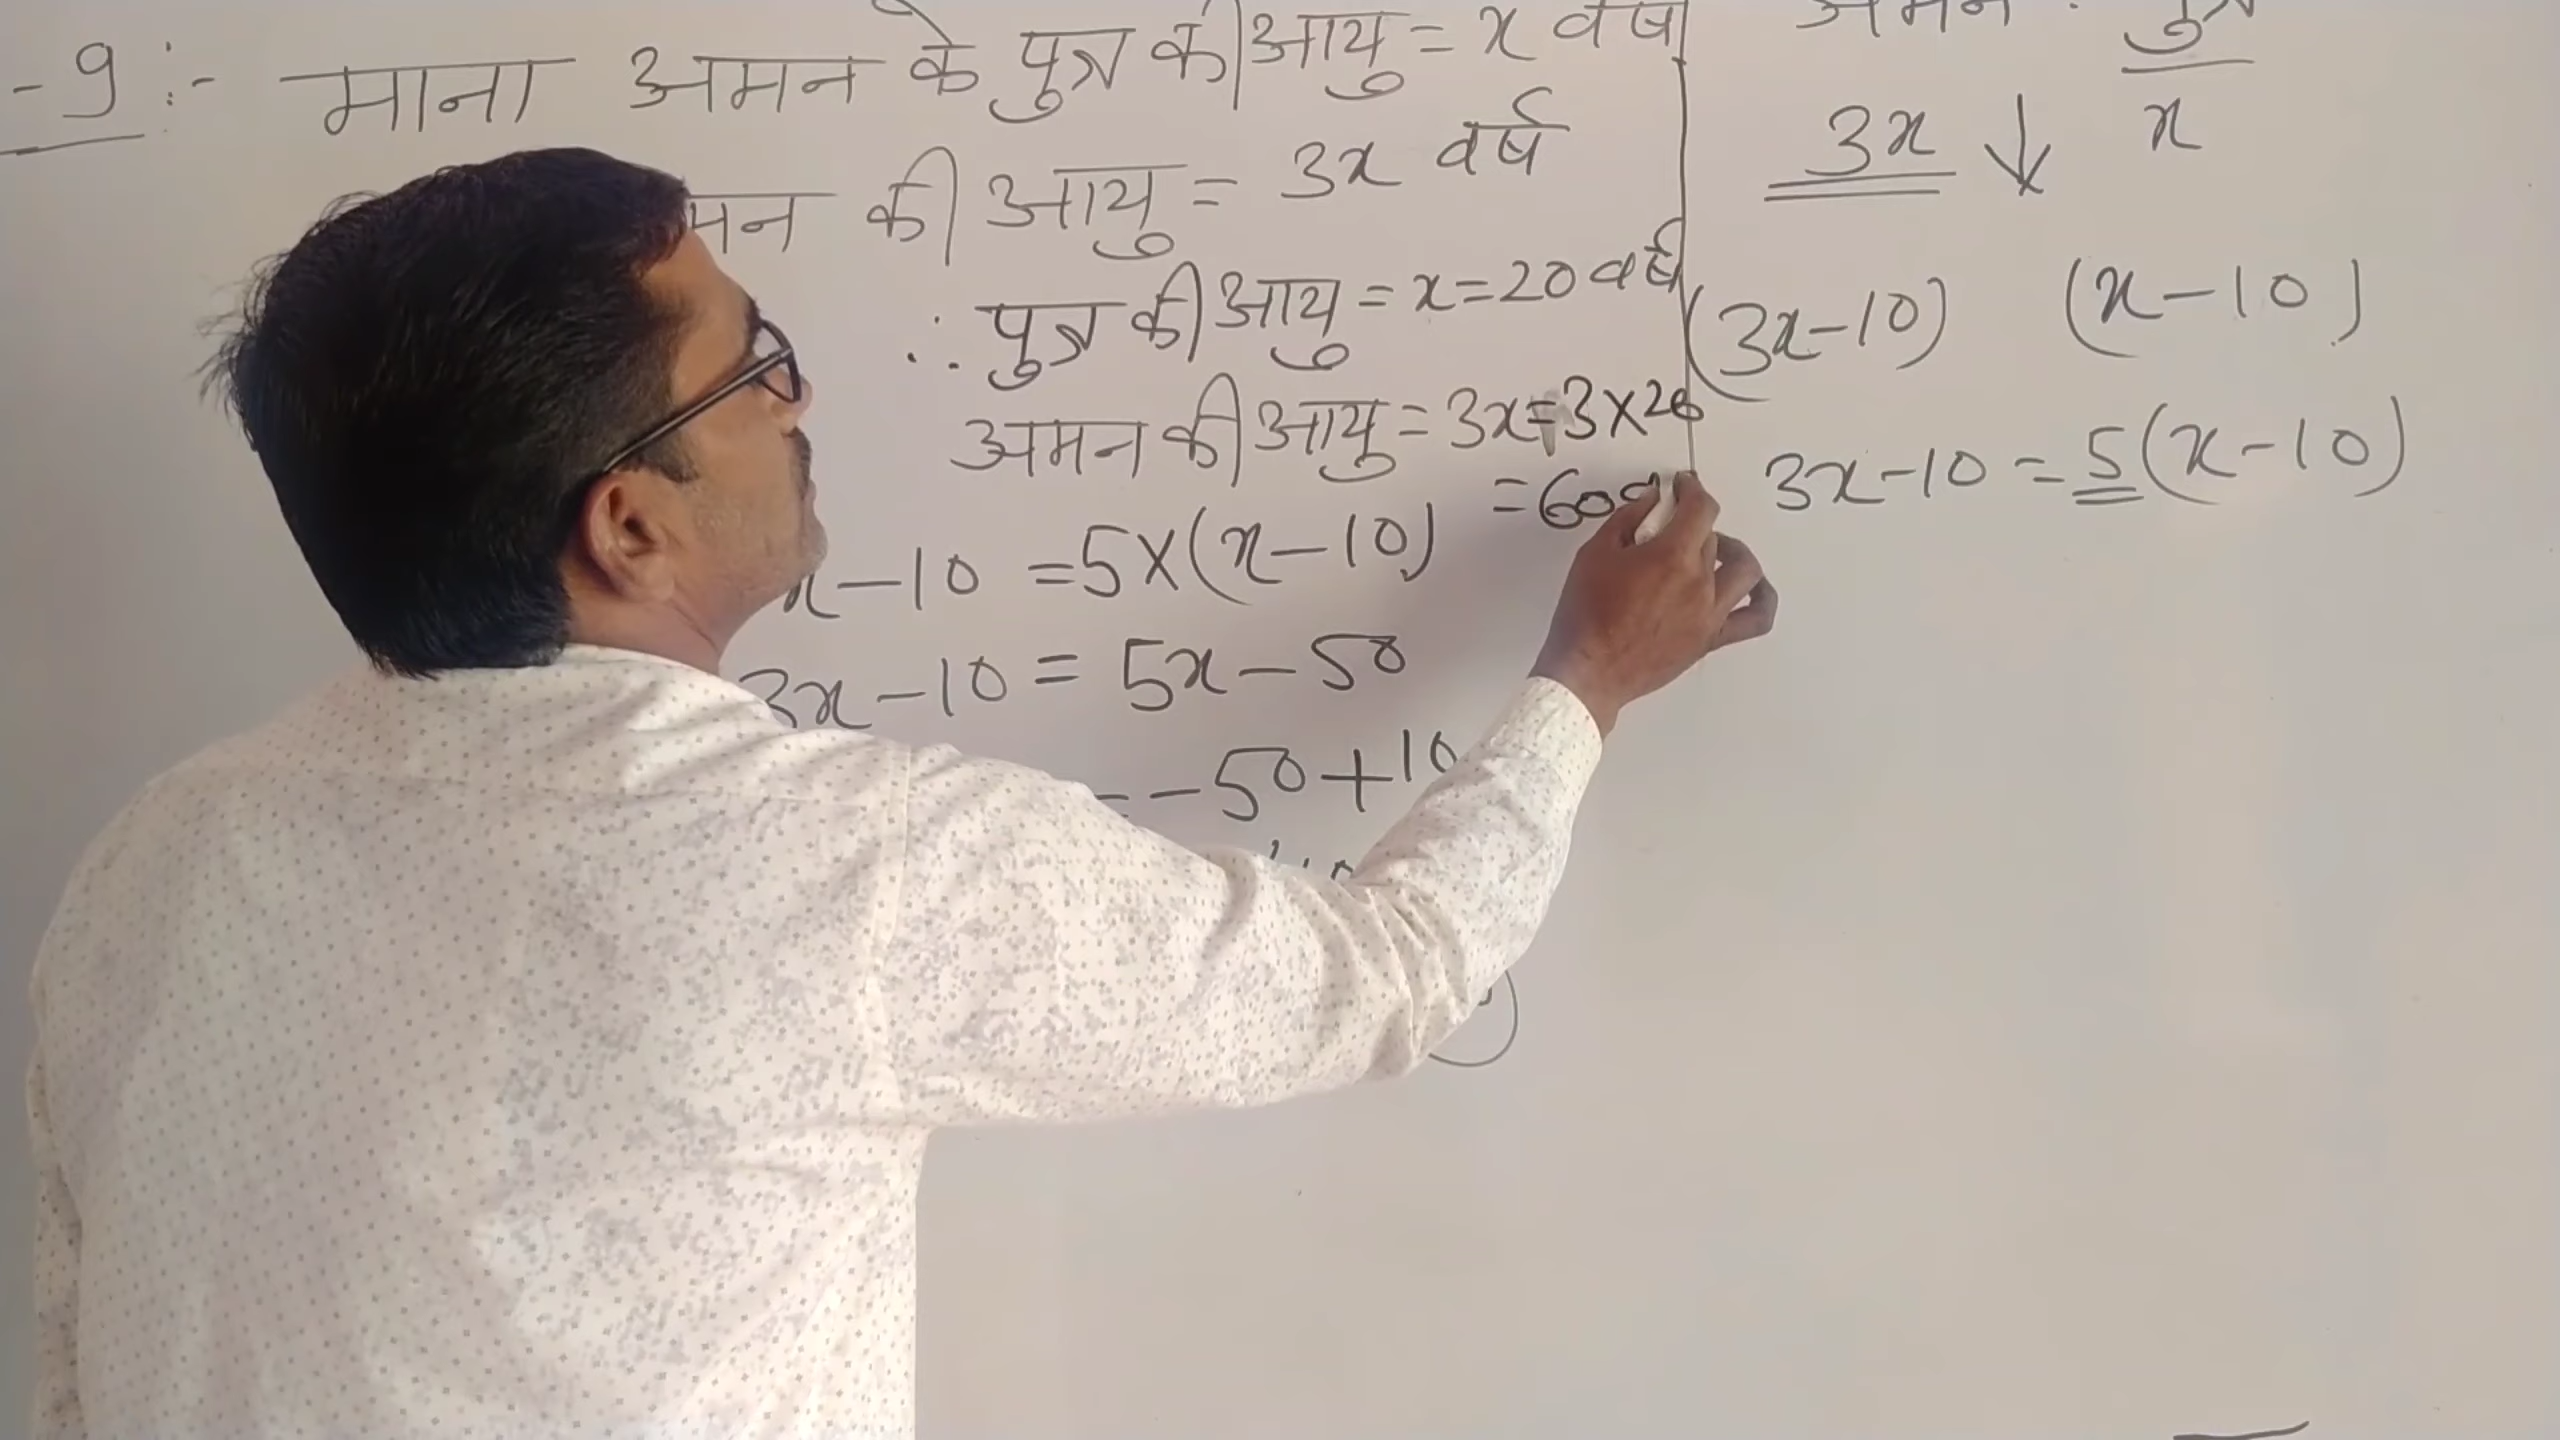 -9:- माना अमन के पुत्र की आयु = x वर्ष
मन की आयु = 3x वर्ष
∴ पुत्र की आयु = x = 20 वर्ष
अमन की आयु = 3x = 3×20
= 60 व
x-10 = 5×(x-10)
3x-10 = 5x-50
= -50+10
अमन : पुत्र
3x ↓ x
(3x-10) (x-10)
3x-10 = 5(x-10)